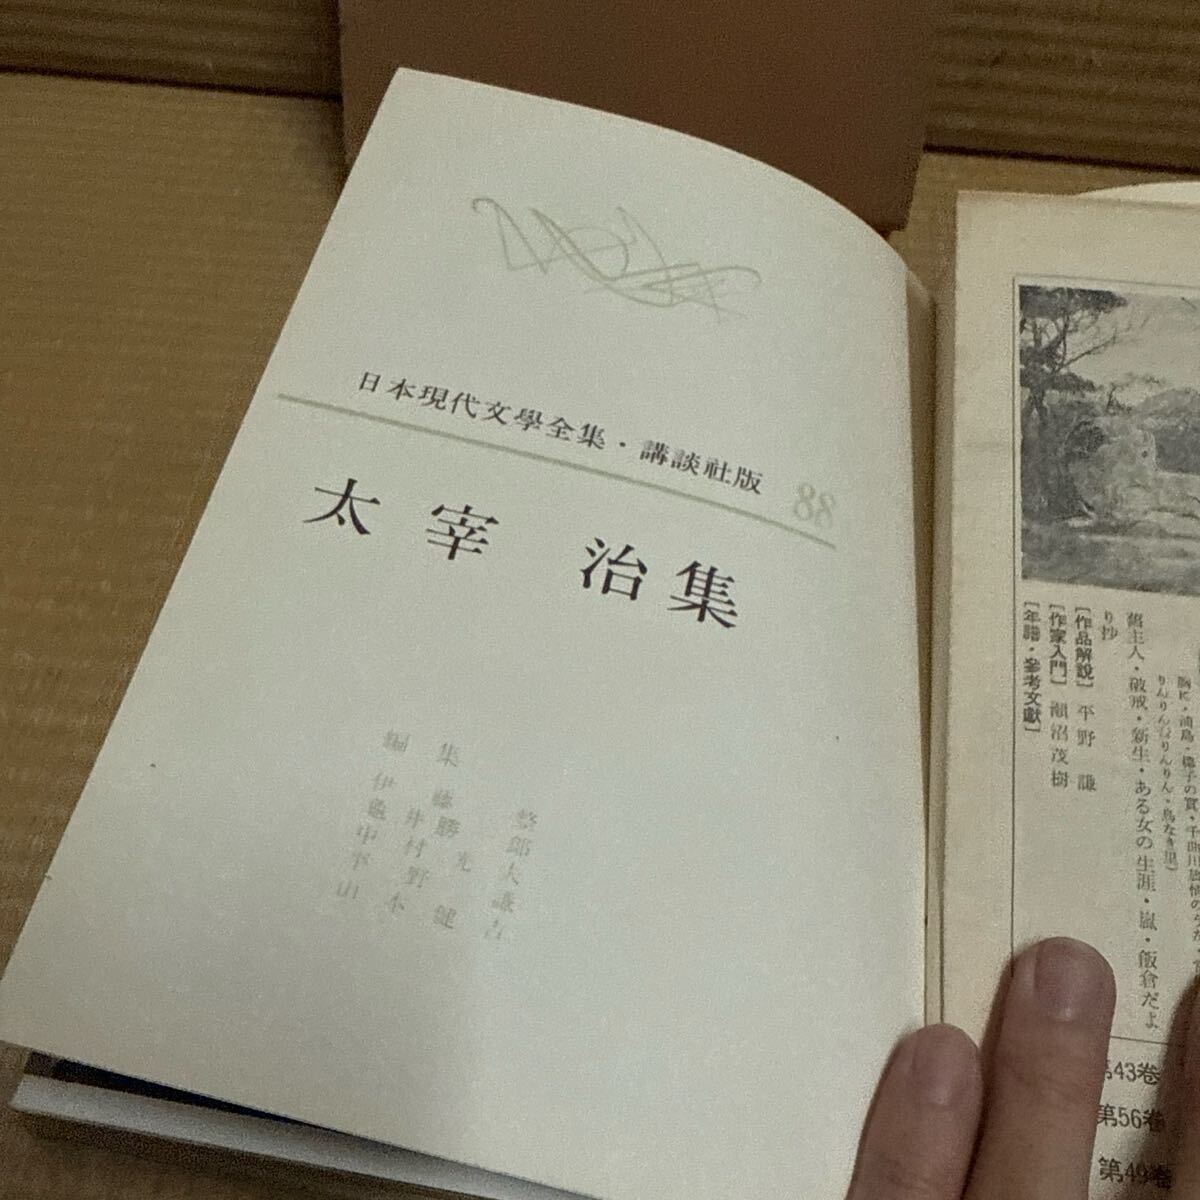 日本現代文學全集・講談社版 88
太宰 治集
編集
伊藤整
龜井勝一郎
中村光夫
平野謙
山本健吉
舊主人・破戒・新生・ある女の生涯・嵐・飯倉だよ
り抄
［作品解說］平野 謙
［作家入門］瀨沼茂樹
［年譜・參考文獻］
第43巻
第56巻
第49巻